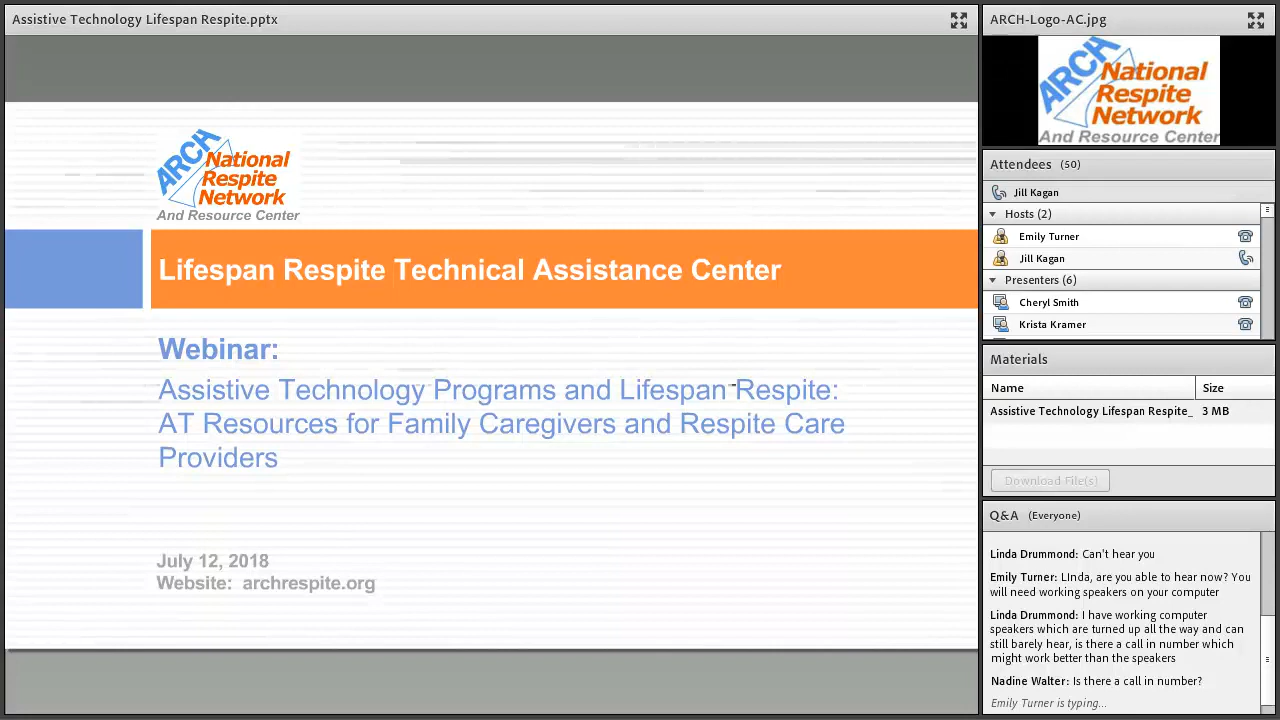 Assistive Technology Lifespan Respite.pptx
ARCH
National
Respite
Network
And Resource Center
Lifespan Respite Technical Assistance Center
Webinar:
Assistive Technology Programs and Lifespan Respite:
AT Resources for Family Caregivers and Respite Care
Providers
July 12, 2018
Website: archrespite.org
ARCH-Logo-AC.jpg
ARCH
National
Respite
Network
And Resource Center
Attendees (50)
Jill Kagan
Hosts (2)
Emily Turner
Jill Kagan
Presenters (6)
Cheryl Smith
Krista Kramer
Materials
Name Size
Assistive Technology Lifespan Respite_ 3 MB
Download File(s)
Q&A (Everyone)
Linda Drummond: Can't hear you
Emily Turner: LInda, are you able to hear now? You
will need working speakers on your computer
Linda Drummond: I have working computer
speakers which are turned up all the way and can
still barely hear, is there a call in number which
might work better than the speakers
Nadine Walter: Is there a call in number?
Emily Turner is typing...